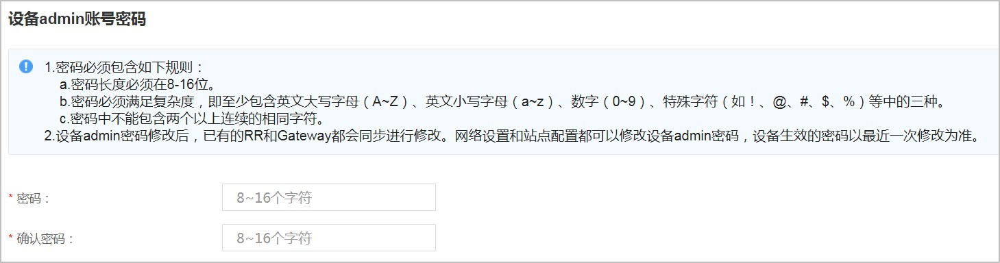 设备admin账号密码
1.密码必须包含如下规则：
a.密码长度必须在8-16位。
b.密码必须满足复杂度，即至少包含英文大写字母（A~Z）、英文小写字母（a~z）、数字（0~9）、特殊字符（如！、@、#、$、%）等中的三种。
c.密码中不能包含两个以上连续的相同字符。
2.设备admin密码修改后，已有的RR和Gateway都会同步进行修改。网络设置和站点配置都可以修改设备admin密码，设备生效的密码以最近一次修改为准。
* 密码： 8~16个字符
* 确认密码： 8~16个字符